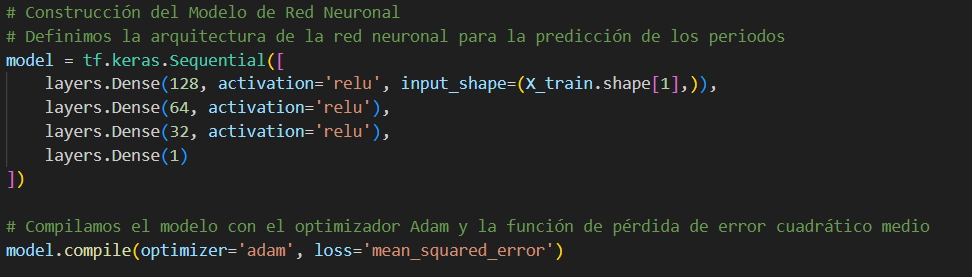 # Construcción del Modelo de Red Neuronal
# Definimos la arquitectura de la red neuronal para la predicción de los periodos
model = tf.keras.Sequential([
    layers.Dense(128, activation='relu', input_shape=(X_train.shape[1],)),
    layers.Dense(64, activation='relu'),
    layers.Dense(32, activation='relu'),
    layers.Dense(1)
])

# Compilamos el modelo con el optimizador Adam y la función de pérdida de error cuadrático medio
model.compile(optimizer='adam', loss='mean_squared_error')